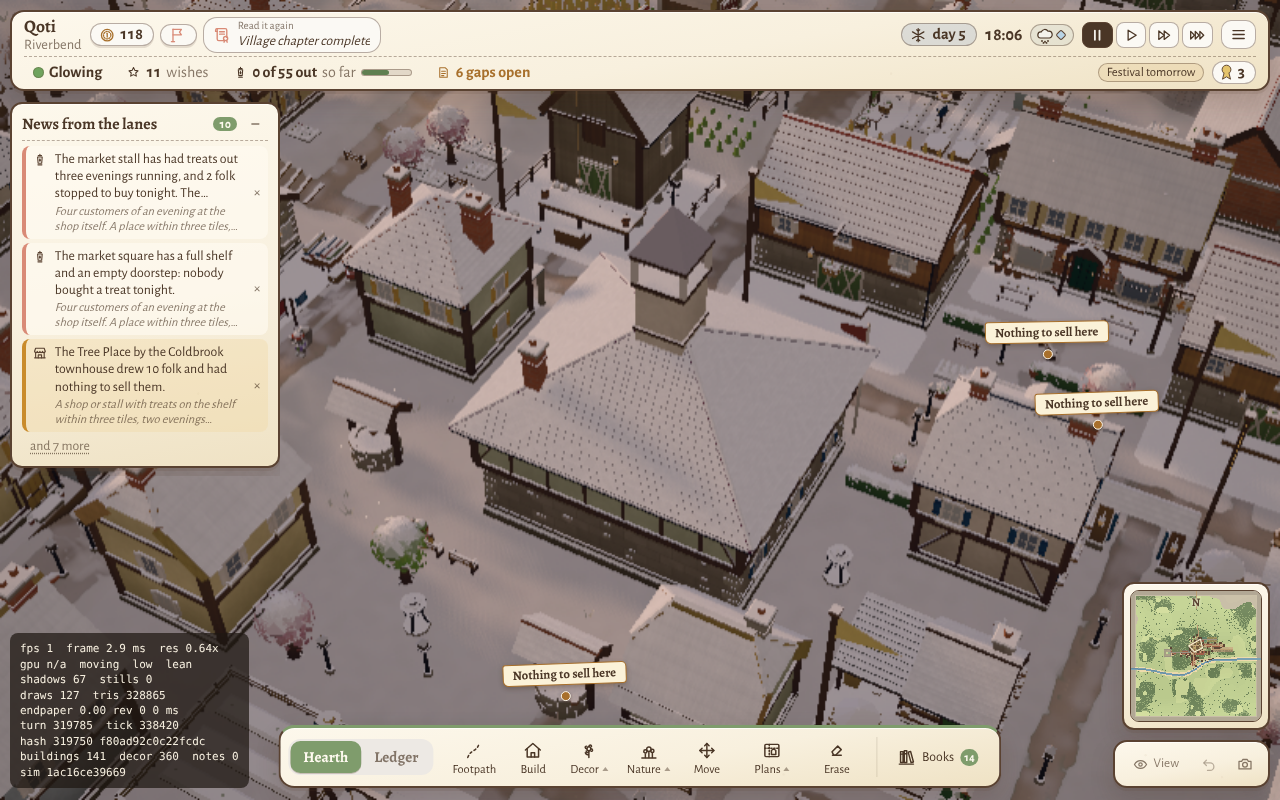 Qoti
Riverbend
118
Read it again
Village chapter complete
day 5
18:06
Glowing
11 wishes
0 of 55 out so far
6 gaps open
Festival tomorrow
3
News from the lanes
10
The market stall has had treats out
three evenings running, and 2 folk
stopped to buy tonight. The…
Four customers of an evening at the
shop itself. A place within three tiles,…
The market square has a full shelf
and an empty doorstep: nobody
bought a treat tonight.
Four customers of an evening at the
shop itself. A place within three tiles,…
The Tree Place by the Coldbrook
townhouse drew 10 folk and had
nothing to sell them.
A shop or stall with treats on the shelf
within three tiles, two evenings…
and 7 more
Nothing to sell here
Nothing to sell here
Nothing to sell here
N
fps 1 frame 2.9 ms res 0.64x
gpu n/a moving low lean
shadows 67 stills 0
draws 127 tris 328865
endpaper 0.00 rev 0 0 ms
turn 319785 tick 338420
hash 319750 f80ad92c0c22fcdc
buildings 141 decor 360 notes 0
sim 1ac16ce39669
Hearth
Ledger
Footpath
Build
Decor
Nature
Move
Plans
Erase
Books 14
View